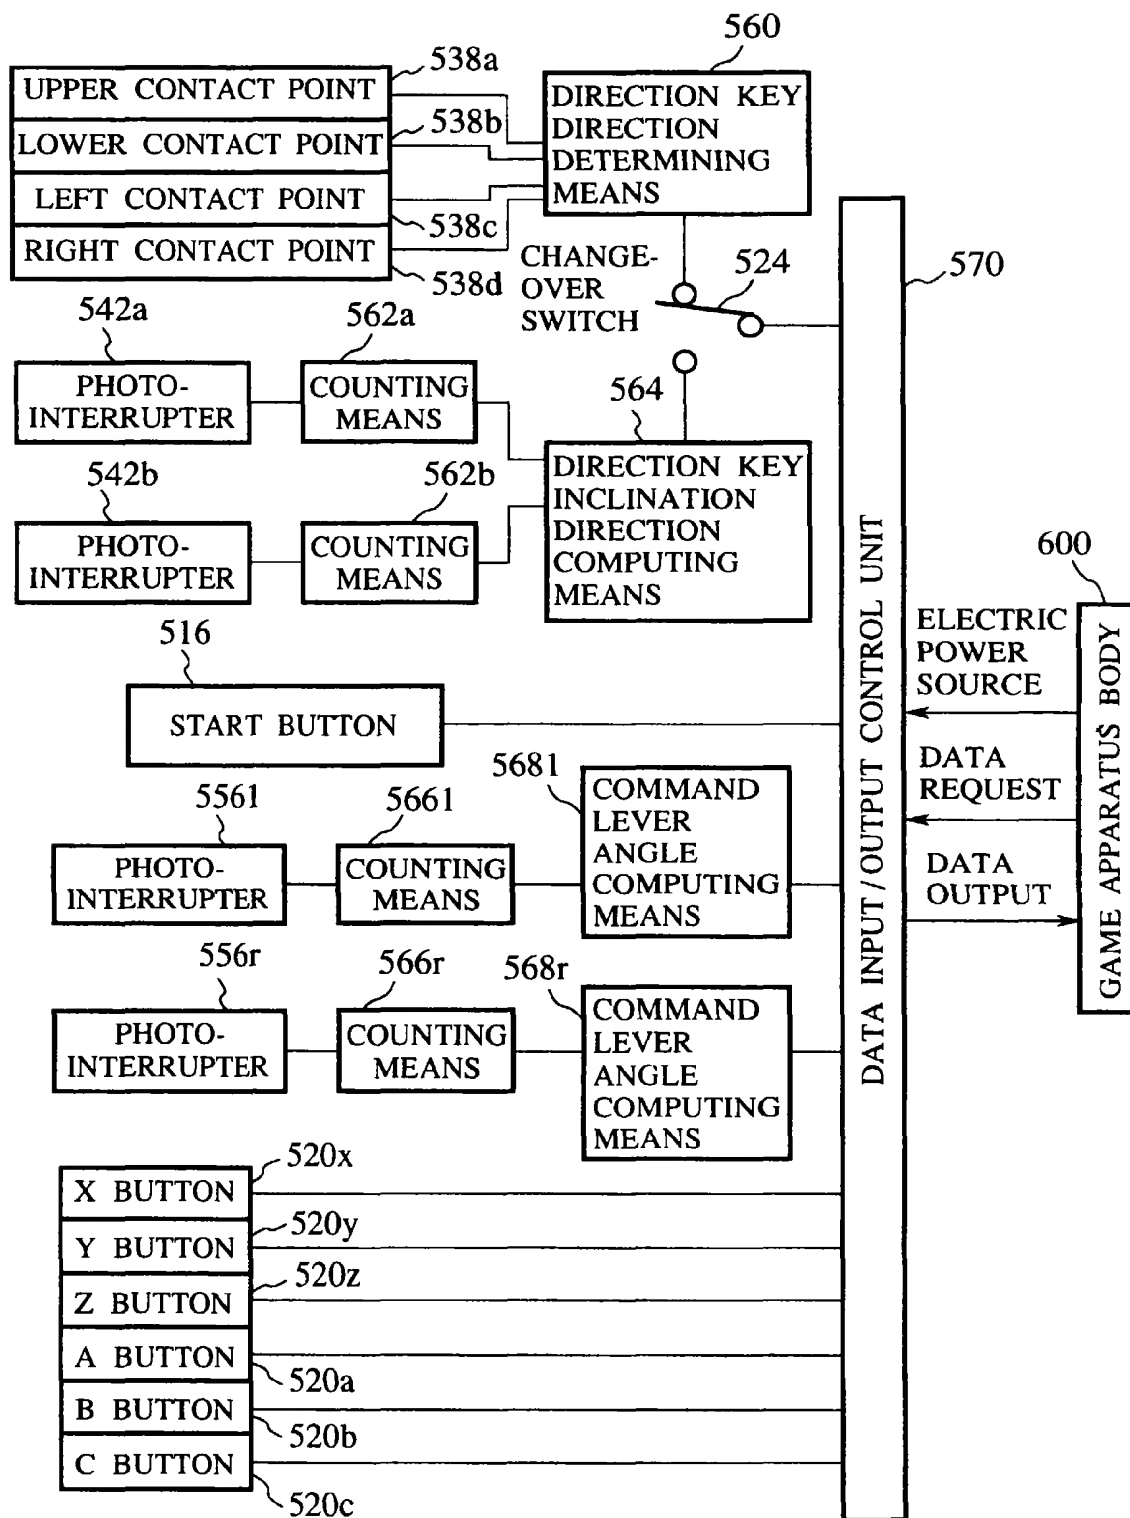 560
538a
UPPER CONTACT POINT
538b
LOWER CONTACT POINT
LEFT CONTACT POINT
538c
RIGHT CONTACT POINT
538d
DIRECTION KEY
DIRECTION
DETERMINING
MEANS
CHANGE-
OVER
SWITCH
524
570
542a
562a
PHOTO-
INTERRUPTER
COUNTING
MEANS
564
542b
562b
PHOTO-
INTERRUPTER
COUNTING
MEANS
DIRECTION KEY
INCLINATION
DIRECTION
COMPUTING
MEANS
516
START BUTTON
5561
5661
5681
PHOTO-
INTERRUPTER
COUNTING
MEANS
COMMAND
LEVER
ANGLE
COMPUTING
MEANS
556r
566r
568r
PHOTO-
INTERRUPTER
COUNTING
MEANS
COMMAND
LEVER
ANGLE
COMPUTING
MEANS
520x
X BUTTON
520y
Y BUTTON
520z
Z BUTTON
A BUTTON
520a
B BUTTON
520b
C BUTTON
520c
DATA INPUT/OUTPUT CONTROL UNIT
600
ELECTRIC
POWER
SOURCE
DATA
REQUEST
DATA
OUTPUT
GAME APPARATUS BODY